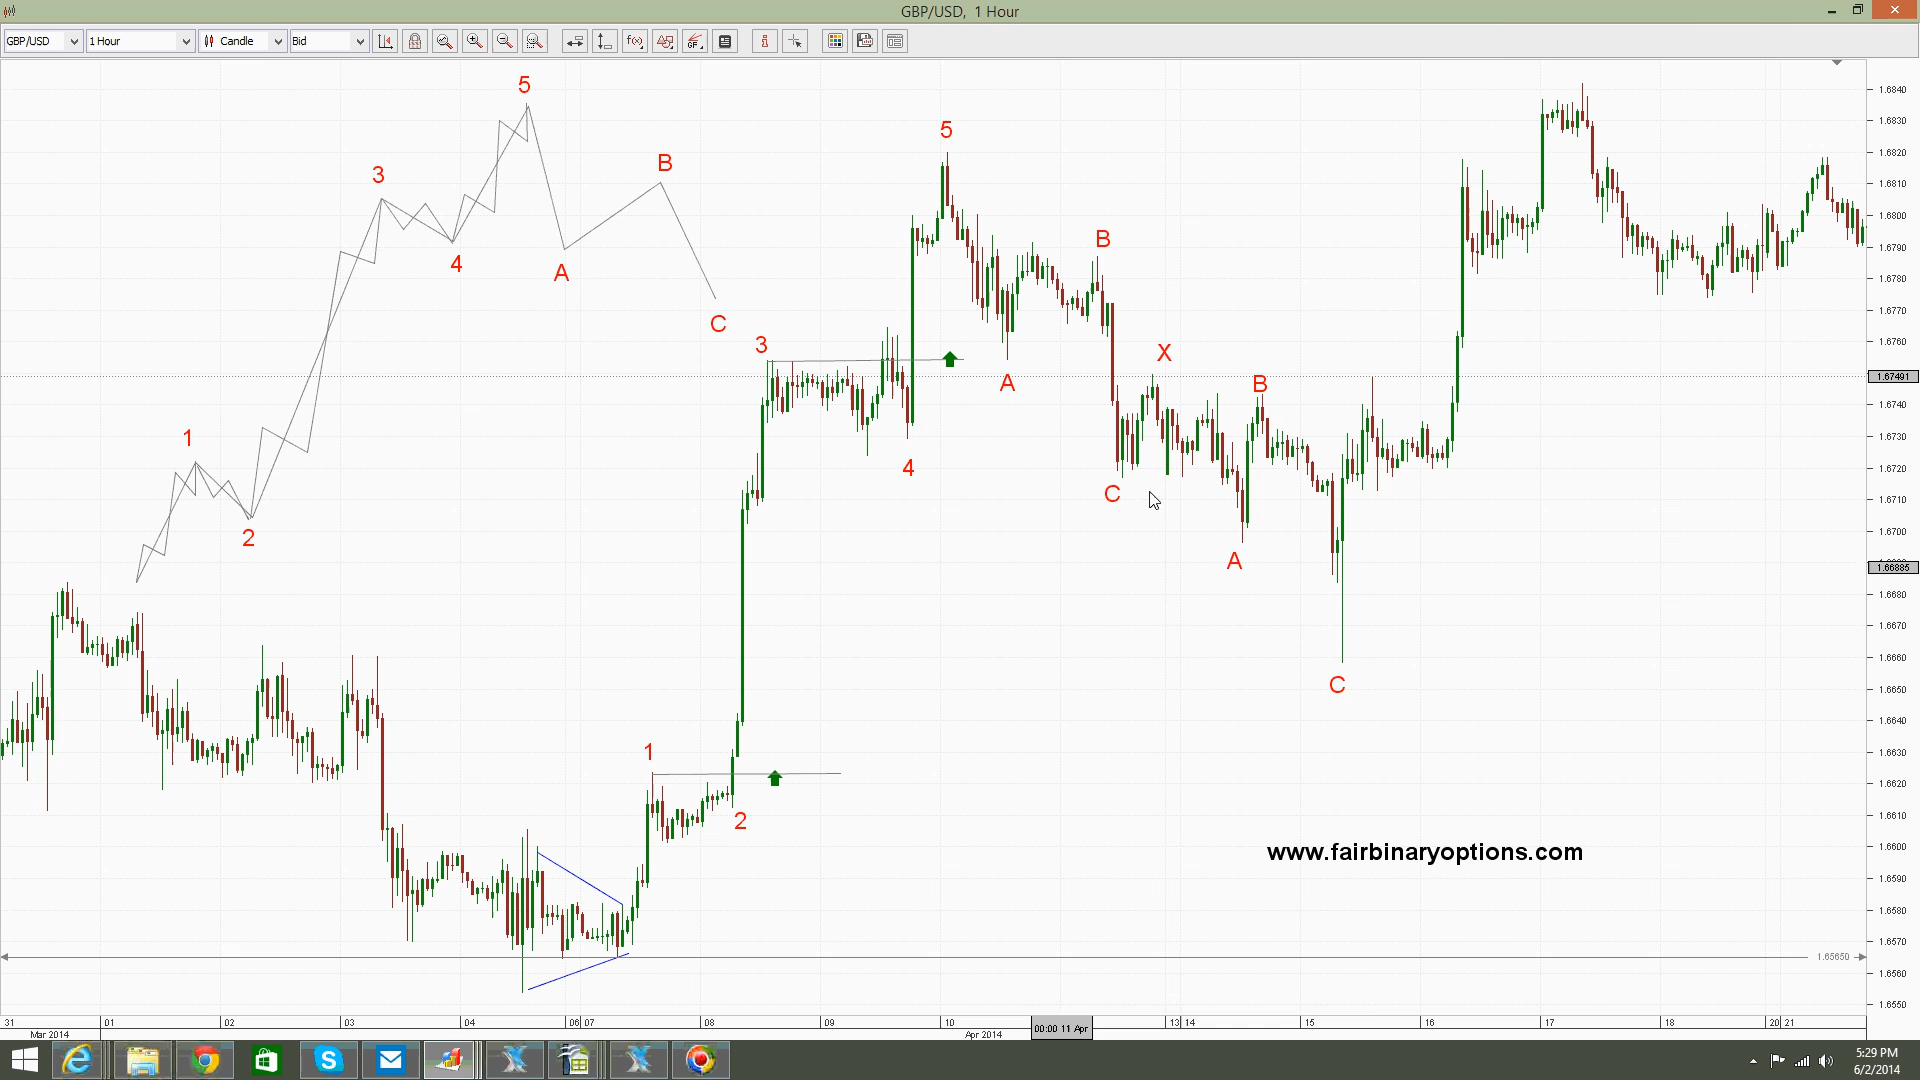 GBP/USD, 1 Hour
GBP/USD 1 Hour Candle Bid
5
1.6840
1.6830
5
1.6820
B
3
1.6810
1.6800
B
4
1.6790
A
1.6780
C
1.6770
3
X
1.6760
1.67491
A
B
1.6740
1
1.6730
4
1.6720
C
1.6710
2
1.6700
A
1.66885
1.6680
1.6670
1.6660
C
1.6650
1.6640
1
1.6630
1.6620
2
1.6610
www.fairbinaryoptions.com
1.6600
1.6590
1.6580
1.6570
1.65650
1.6560
1.6550
31 01 02 03 04 06 07 08 09 10 00:00 11 Apr 13 14 15 16 17 18 20 21
Mar 2014 Apr 2014
5:29 PM
6/2/2014